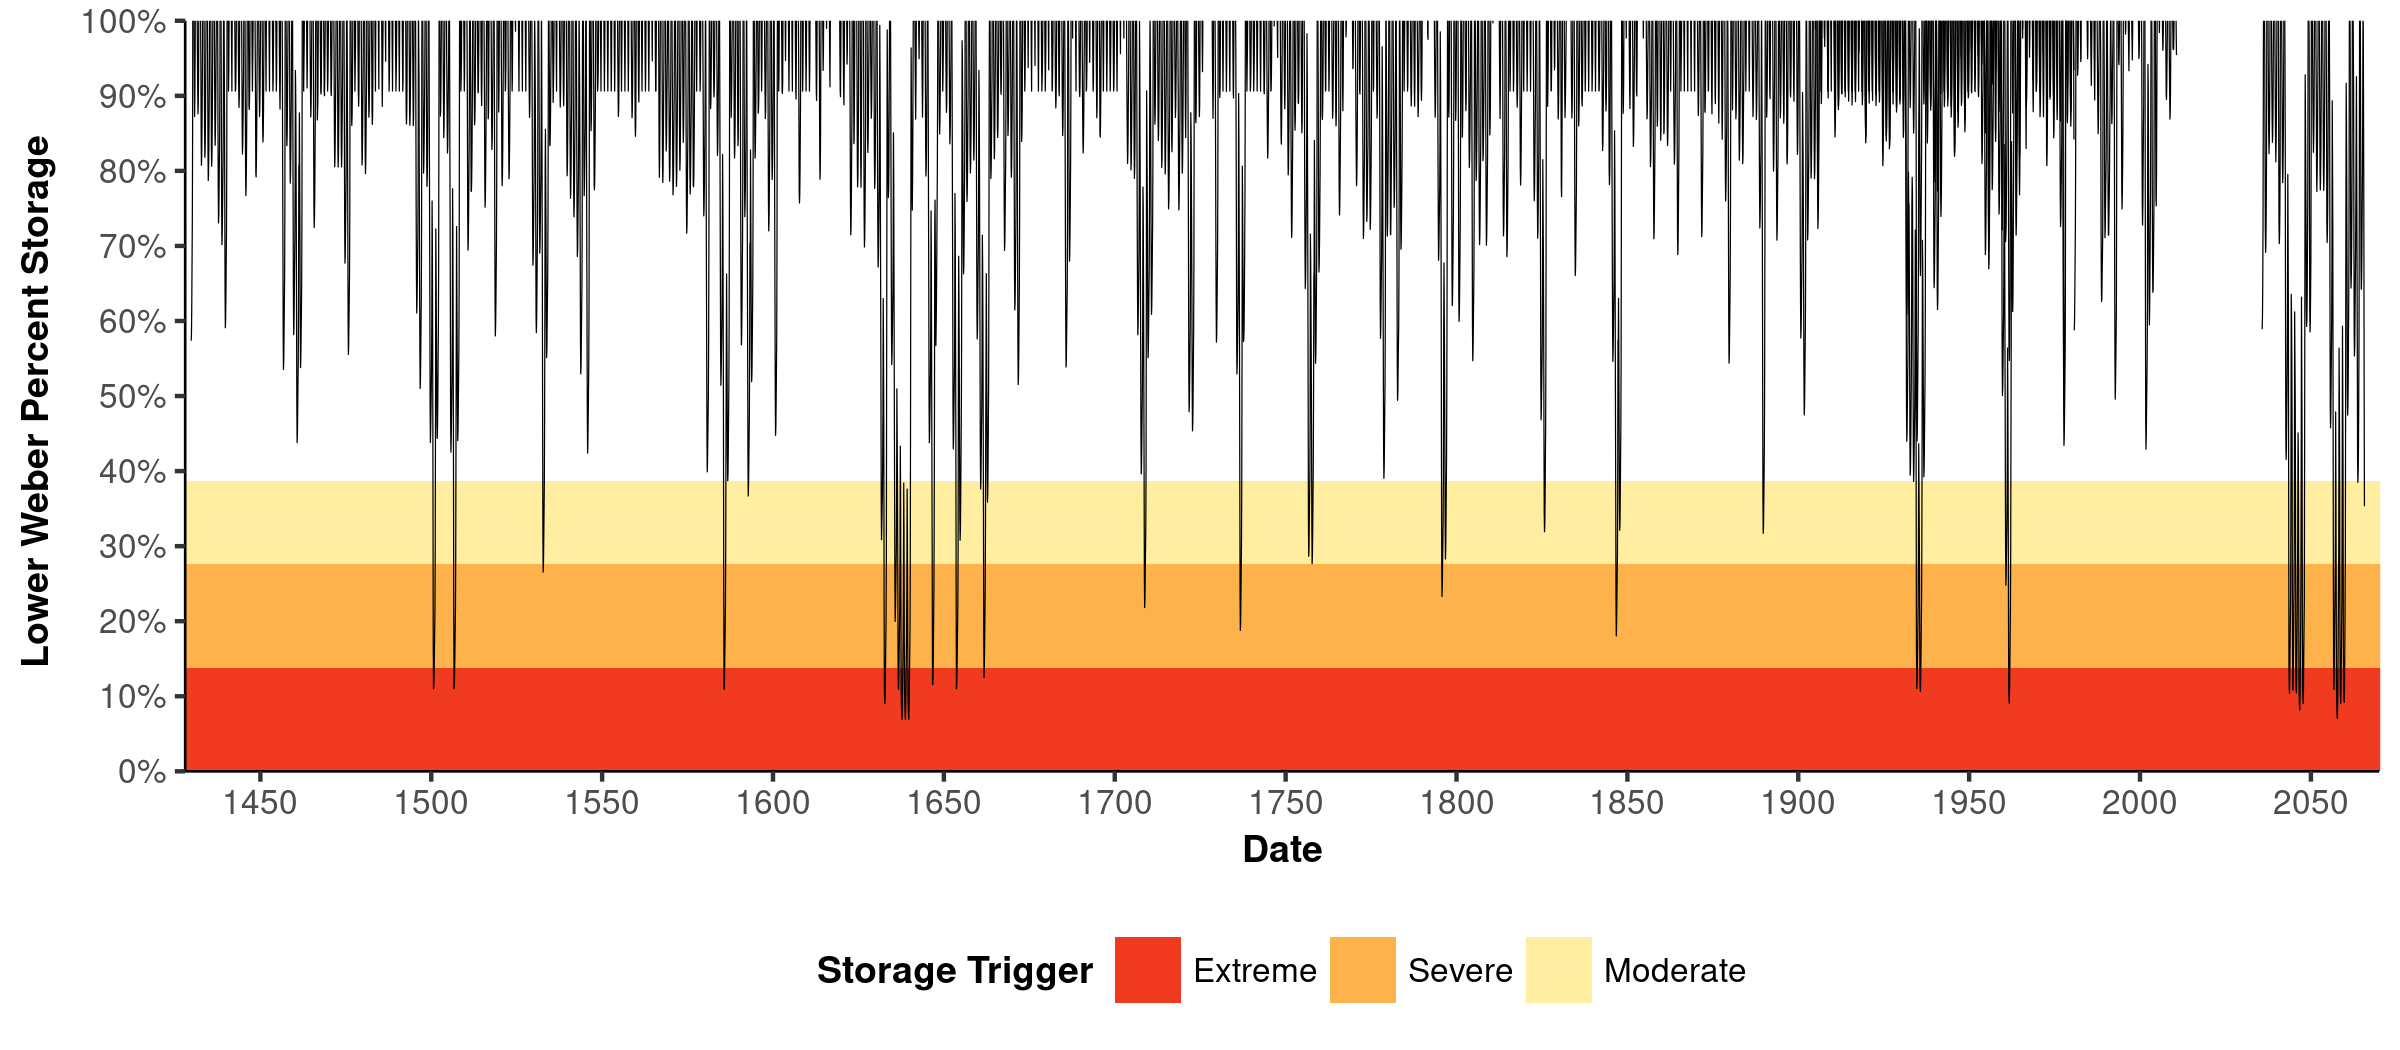 Lower Weber Percent Storage
100%
90%
80%
70%
60%
50%
40%
30%
20%
10%
0%
1450 1500 1550 1600 1650 1700 1750 1800 1850 1900 1950 2000 2050
Date
Storage Trigger Extreme Severe Moderate